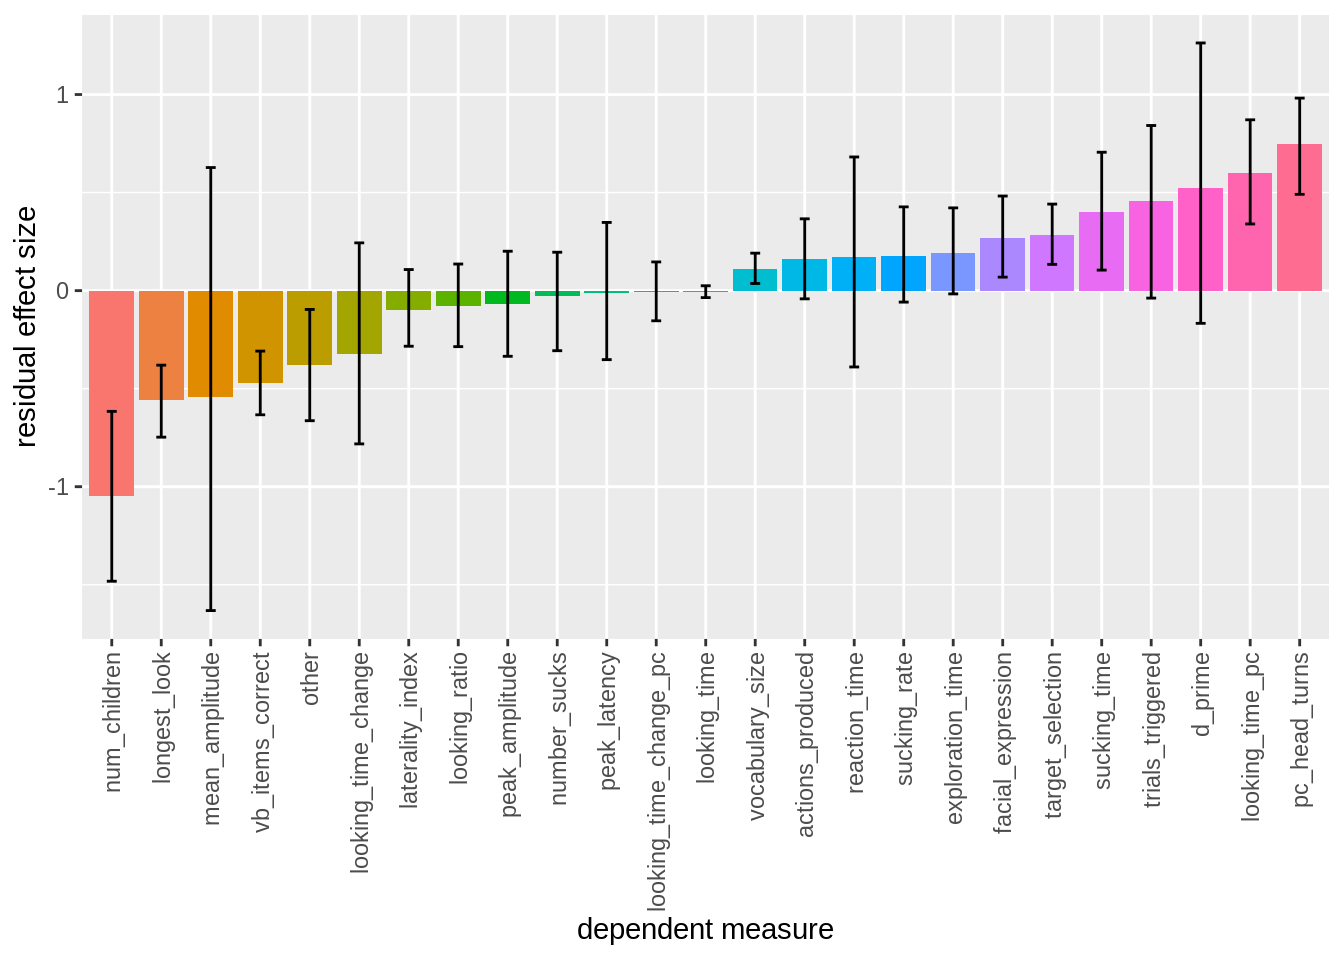 residual effect size
1
0
-1
num_children
longest_look
mean_amplitude
vb_items_correct
other
looking_time_change
laterality_index
looking_ratio
peak_amplitude
number_sucks
peak_latency
looking_time_change_pc
looking_time
vocabulary_size
actions_produced
reaction_time
sucking_rate
exploration_time
facial_expression
target_selection
sucking_time
trials_triggered
d_prime
looking_time_pc
pc_head_turns
dependent measure